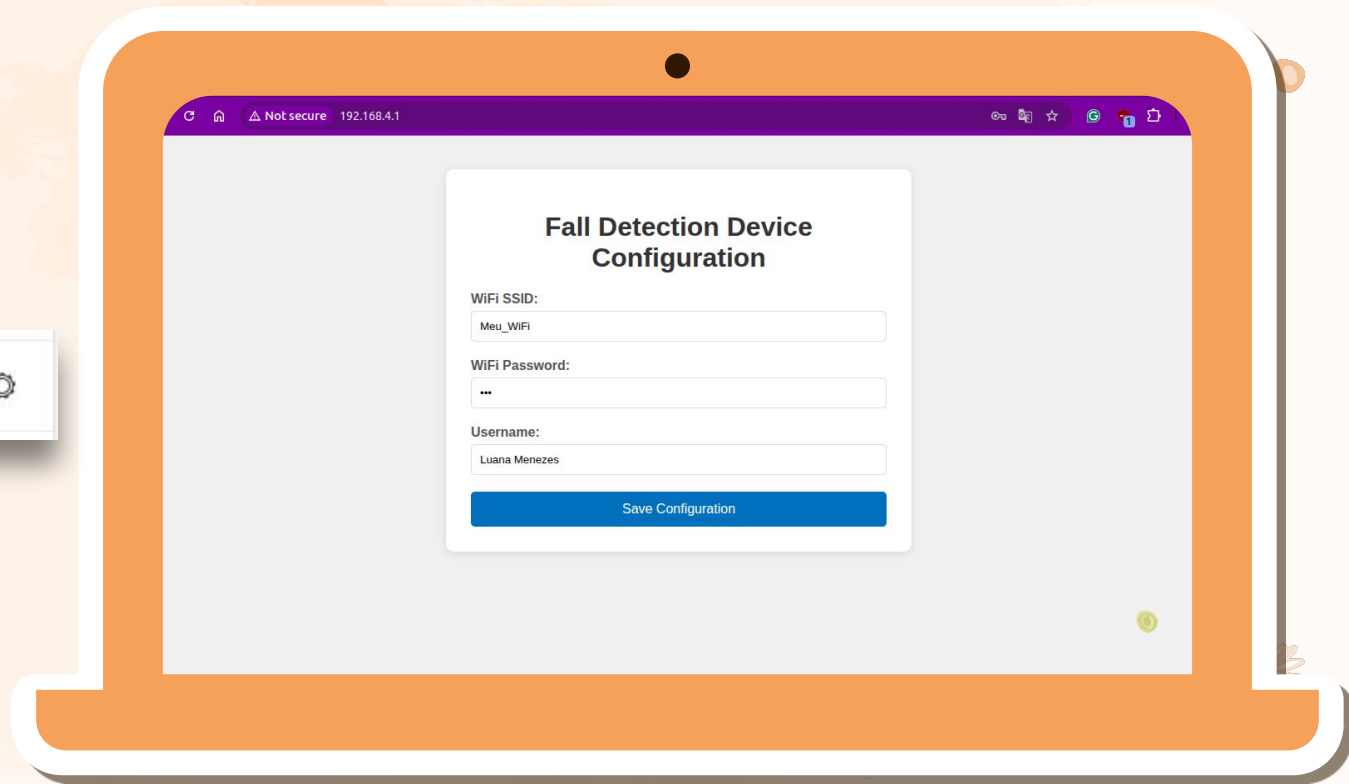 Not secure 192.168.4.1
1
Fall Detection Device
Configuration
WiFi SSID:
Meu_WiFi
WiFi Password:
•••
Username:
Luana Menezes
Save Configuration